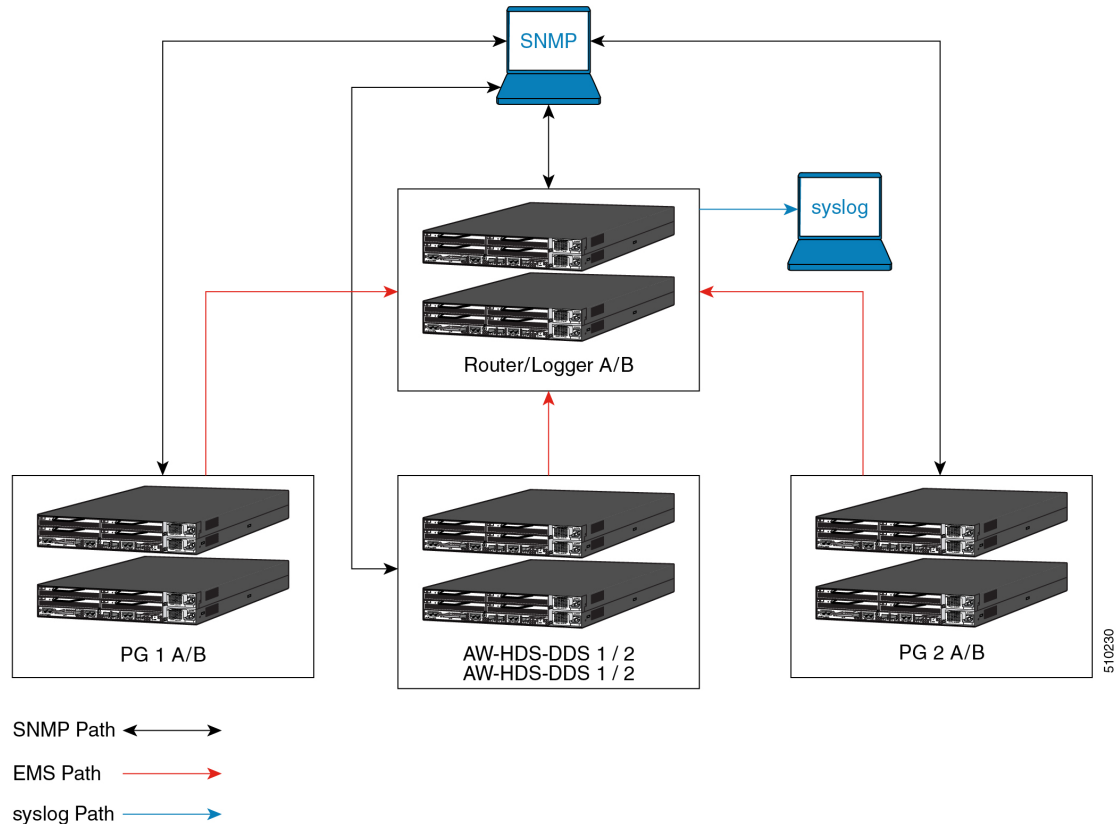 SNMP
syslog
Router/Logger A/B
PG 1 A/B
AW-HDS-DDS 1 / 2
AW-HDS-DDS 1 / 2
PG 2 A/B
510230
SNMP Path
EMS Path
syslog Path